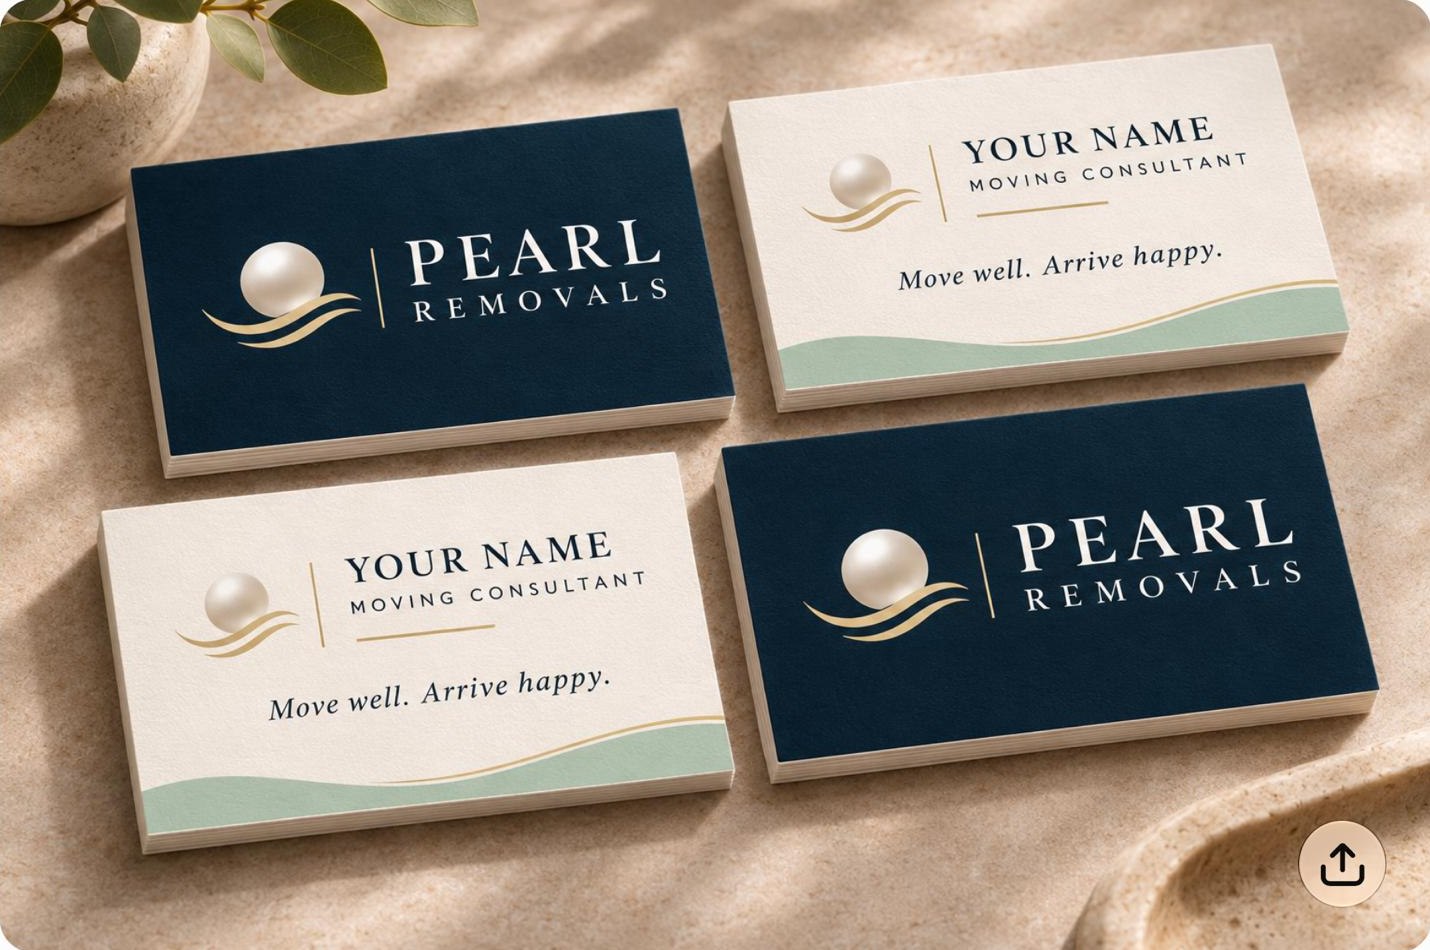 PEARL
REMOVALS
YOUR NAME
MOVING CONSULTANT
Move well. Arrive happy.
YOUR NAME
MOVING CONSULTANT
Move well. Arrive happy.
PEARL
REMOVALS